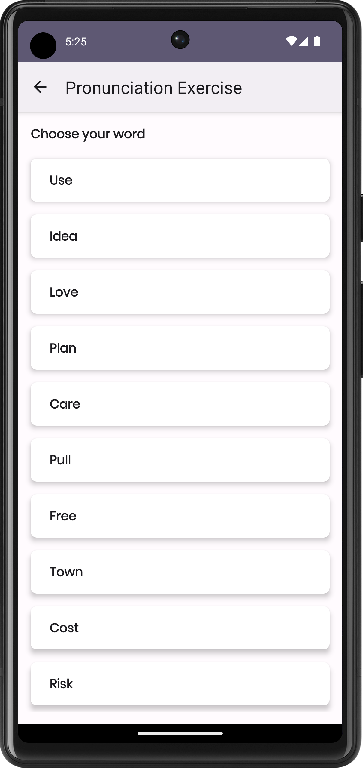 5:25
Pronunciation Exercise
Choose your word
Use
Idea
Love
Plan
Care
Pull
Free
Town
Cost
Risk